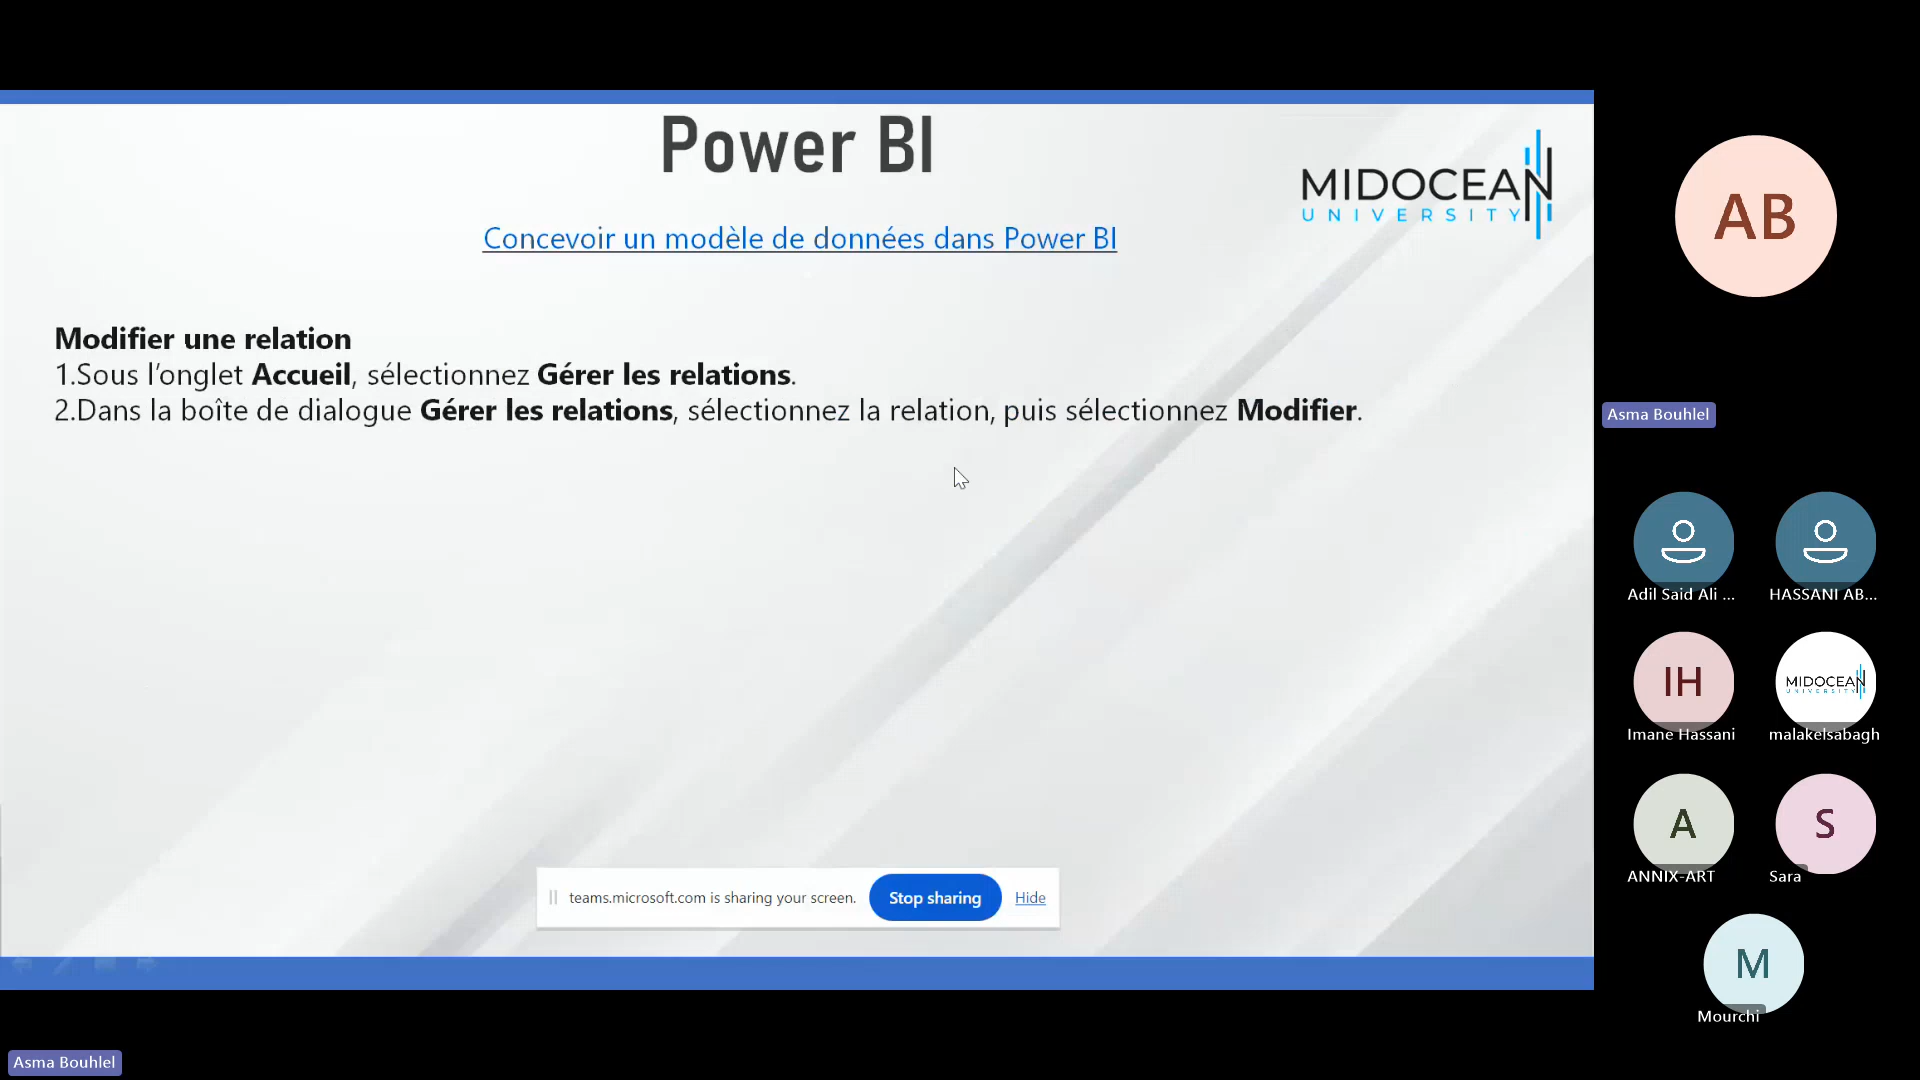 Power BI
MIDOCEAN
UNIVERSITY
Concevoir un modèle de données dans Power BI
Modifier une relation
1.Sous l’onglet Accueil, sélectionnez Gérer les relations.
2.Dans la boîte de dialogue Gérer les relations, sélectionnez la relation, puis sélectionnez Modifier.
teams.microsoft.com is sharing your screen. Stop sharing Hide
AB
Asma Bouhlel
Adil Said Ali ... HASSANI AB...
IH MIDOCEAN
UNIVERSITY
Imane Hassani malakelsabagh
A S
ANNIX-ART Sara
M
Mourchi
Asma Bouhlel